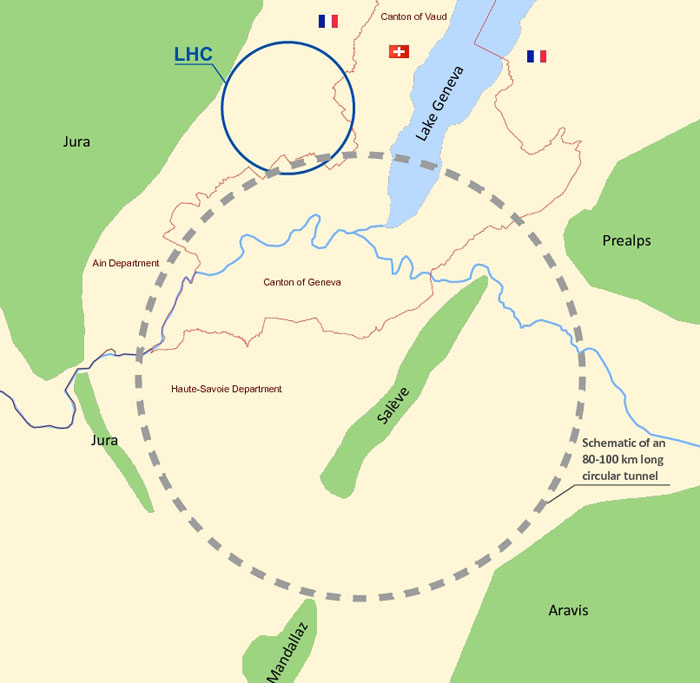 Canton of Vaud
LHC
Lake Geneva
Jura
Prealps
Ain Department
Canton of Geneva
Haute-Savoie Department
Salève
Jura
Schematic of an
80-100 km long
circular tunnel
Aravis
Mandallaz